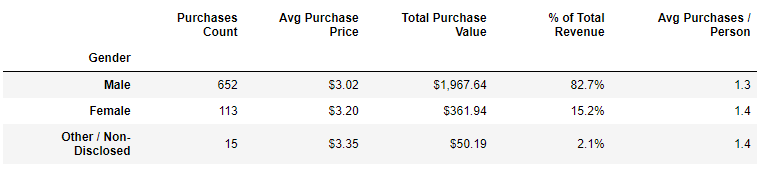 Purchases Count Avg Purchase Price Total Purchase Value % of Total Revenue Avg Purchases / Person
Gender
Male 652 $3.02 $1,967.64 82.7% 1.3
Female 113 $3.20 $361.94 15.2% 1.4
Other / Non-Disclosed 15 $3.35 $50.19 2.1% 1.4